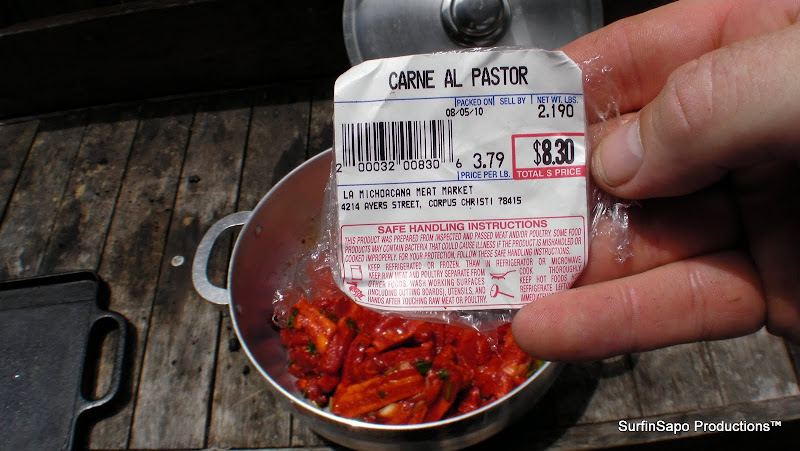 CARNE AL PASTOR
PACKED ON SELL BY NET WT. LBS.
08/05/10 2.190
2 00032 00830 6 3.79 $8.30
PRICE PER LB. TOTAL $ PRICE
LA MICHOACANA MEAT MARKET
4214 AYERS STREET, CORPUS CHRISTI 78415
SAFE HANDLING INSTRUCTIONS
THIS PRODUCT WAS PREPARED FROM INSPECTED AND PASSED MEAT AND/OR POULTRY. SOME FOOD
PRODUCTS MAY CONTAIN BACTERIA THAT COULD CAUSE ILLNESS IF THE PRODUCT IS MISHANDLED OR
COOKED IMPROPERLY. FOR YOUR PROTECTION, FOLLOW THESE SAFE HANDLING INSTRUCTIONS.
KEEP REFRIGERATED OR FROZEN. THAW IN REFRIGERATOR OR MICROWAVE.
KEEP RAW MEAT AND POULTRY SEPARATE FROM
OTHER FOODS. WASH WORKING SURFACES
(INCLUDING CUTTING BOARDS), UTENSILS, AND
HANDS AFTER TOUCHING RAW MEAT OR POULTRY.
COOK THOROUGHLY.
KEEP HOT FOODS
REFRIGERATE LEFTO
IMMEDIATELY
SurfinSapo Productions™